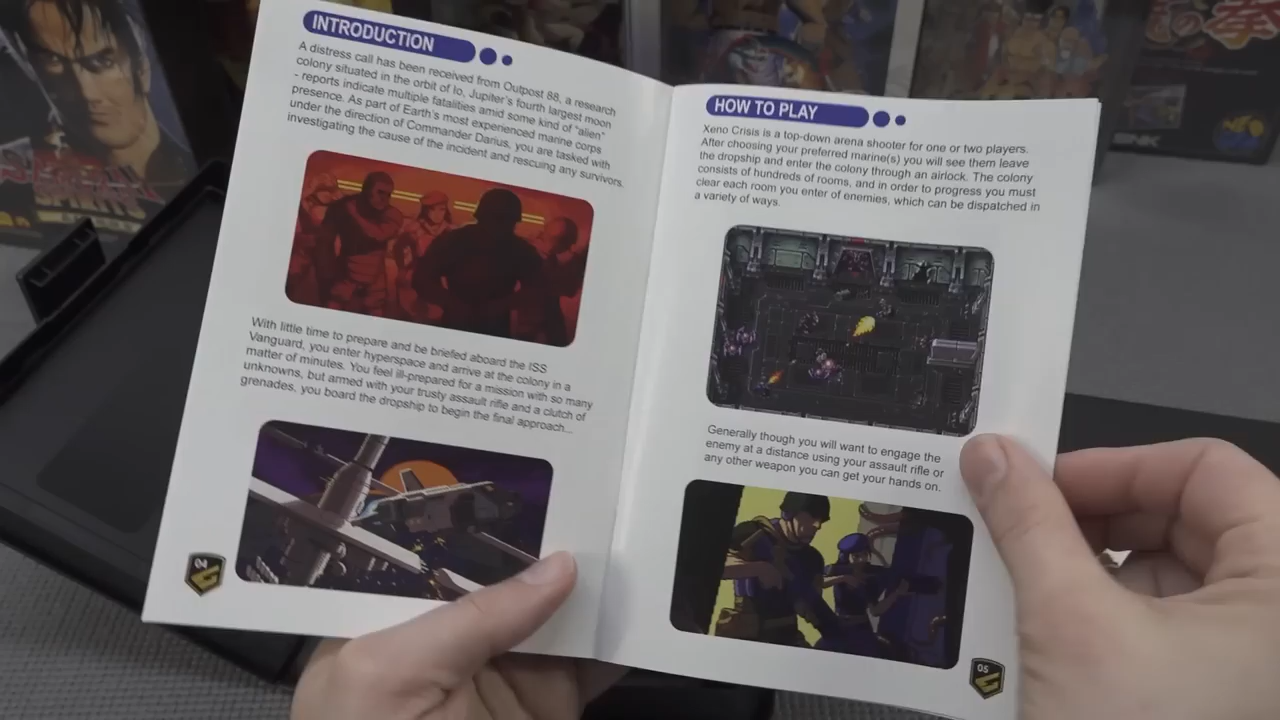 INTRODUCTION
A distress call has been received from Outpost 88, a research
colony situated in the orbit of Io, Jupiter's fourth largest moon
- reports indicate multiple fatalities amid some kind of "alien"
presence. As part of Earth's most experienced marine corps
under the direction of Commander Darius, you are tasked with
investigating the cause of the incident and rescuing any survivors.
With little time to prepare and be briefed aboard the ISS
Vanguard, you enter hyperspace and arrive at the colony in a
matter of minutes. You feel ill-prepared for a mission with so many
unknowns, but armed with your trusty assault rifle and a clutch of
grenades, you board the dropship to begin the final approach...
04
HOW TO PLAY
Xeno Crisis is a top-down arena shooter for one or two players.
After choosing your preferred marine(s) you will see them leave
the dropship and enter the colony through an airlock. The colony
consists of hundreds of rooms, and in order to progress you must
clear each room you enter of enemies, which can be dispatched in
a variety of ways.
Generally though you will want to engage the
enemy at a distance using your assault rifle or
any other weapon you can get your hands on.
05
SNK
の拳